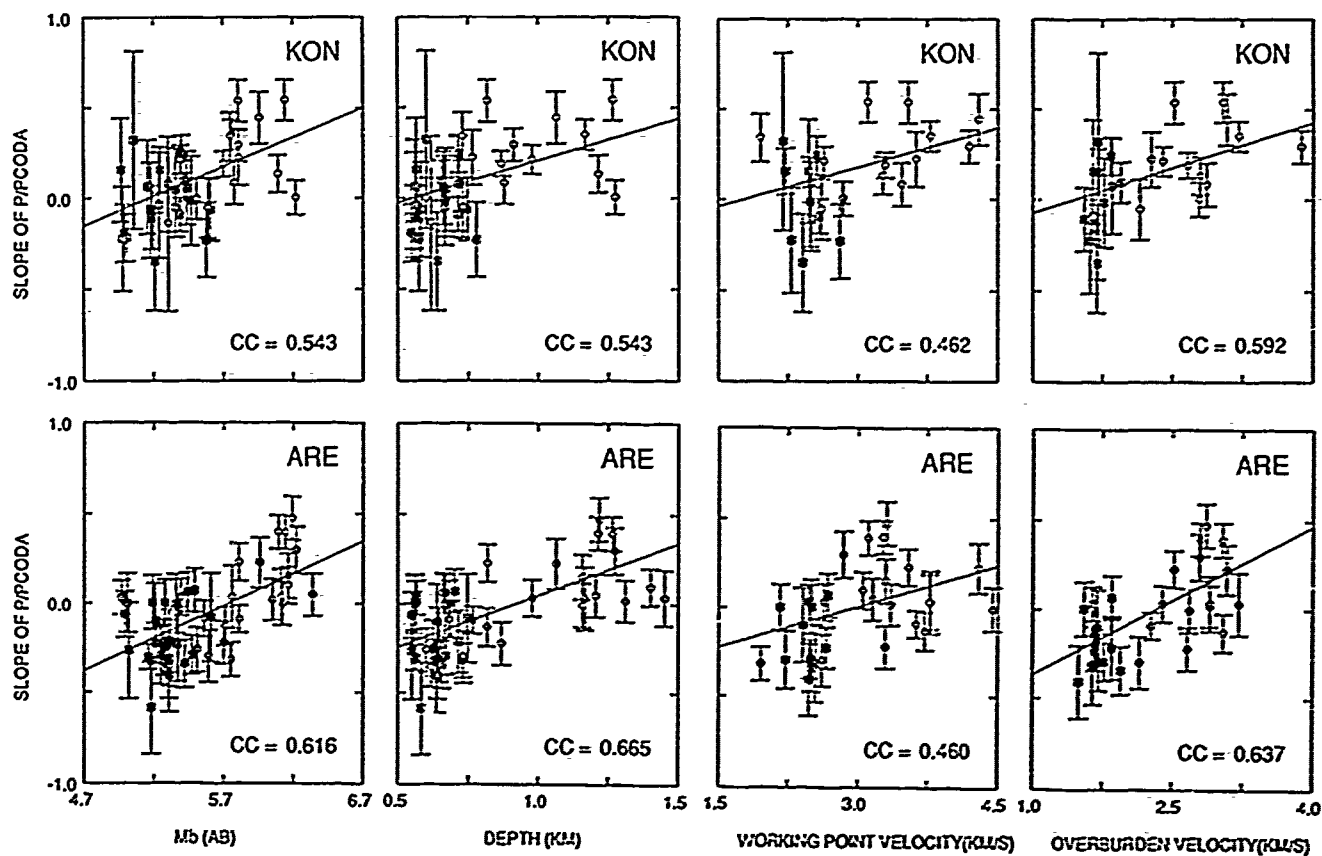 1.0
KON
KON
KON
KON
SLOPE OF P/PCODA
0.0
CC = 0.543
CC = 0.543
CC = 0.462
CC = 0.592
-1.0
1.0
ARE
ARE
ARE
ARE
SLOPE OF P/PCODA
0.0
CC = 0.616
CC = 0.665
CC = 0.460
CC = 0.637
-1.0
4.7 5.7 6.7
0.5 1.0 1.5
1.5 3.0 4.5
1.0 2.5 4.0
Mb (AB)
DEPTH (KM)
WORKING POINT VELOCITY(KM/S)
OVERBURDEN VELOCITY(KM/S)